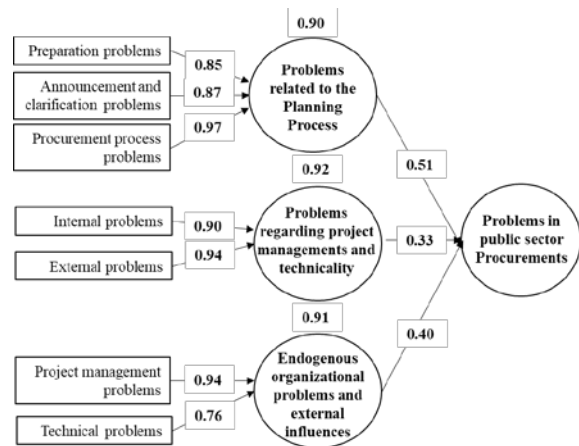 0.90
Preparation problems
0.85
Announcement and
clarification problems
0.87
Procurement process
problems
0.97
Problems
related to the
Planning
Process
0.51
0.92
Internal problems
0.90
External problems
0.94
Problems
regarding project
managements and
technicality
0.33
Problems in
public sector
Procurements
0.91
0.40
Project management
problems
0.94
Technical problems
0.76
Endogenous
organizational
problems and
external
influences